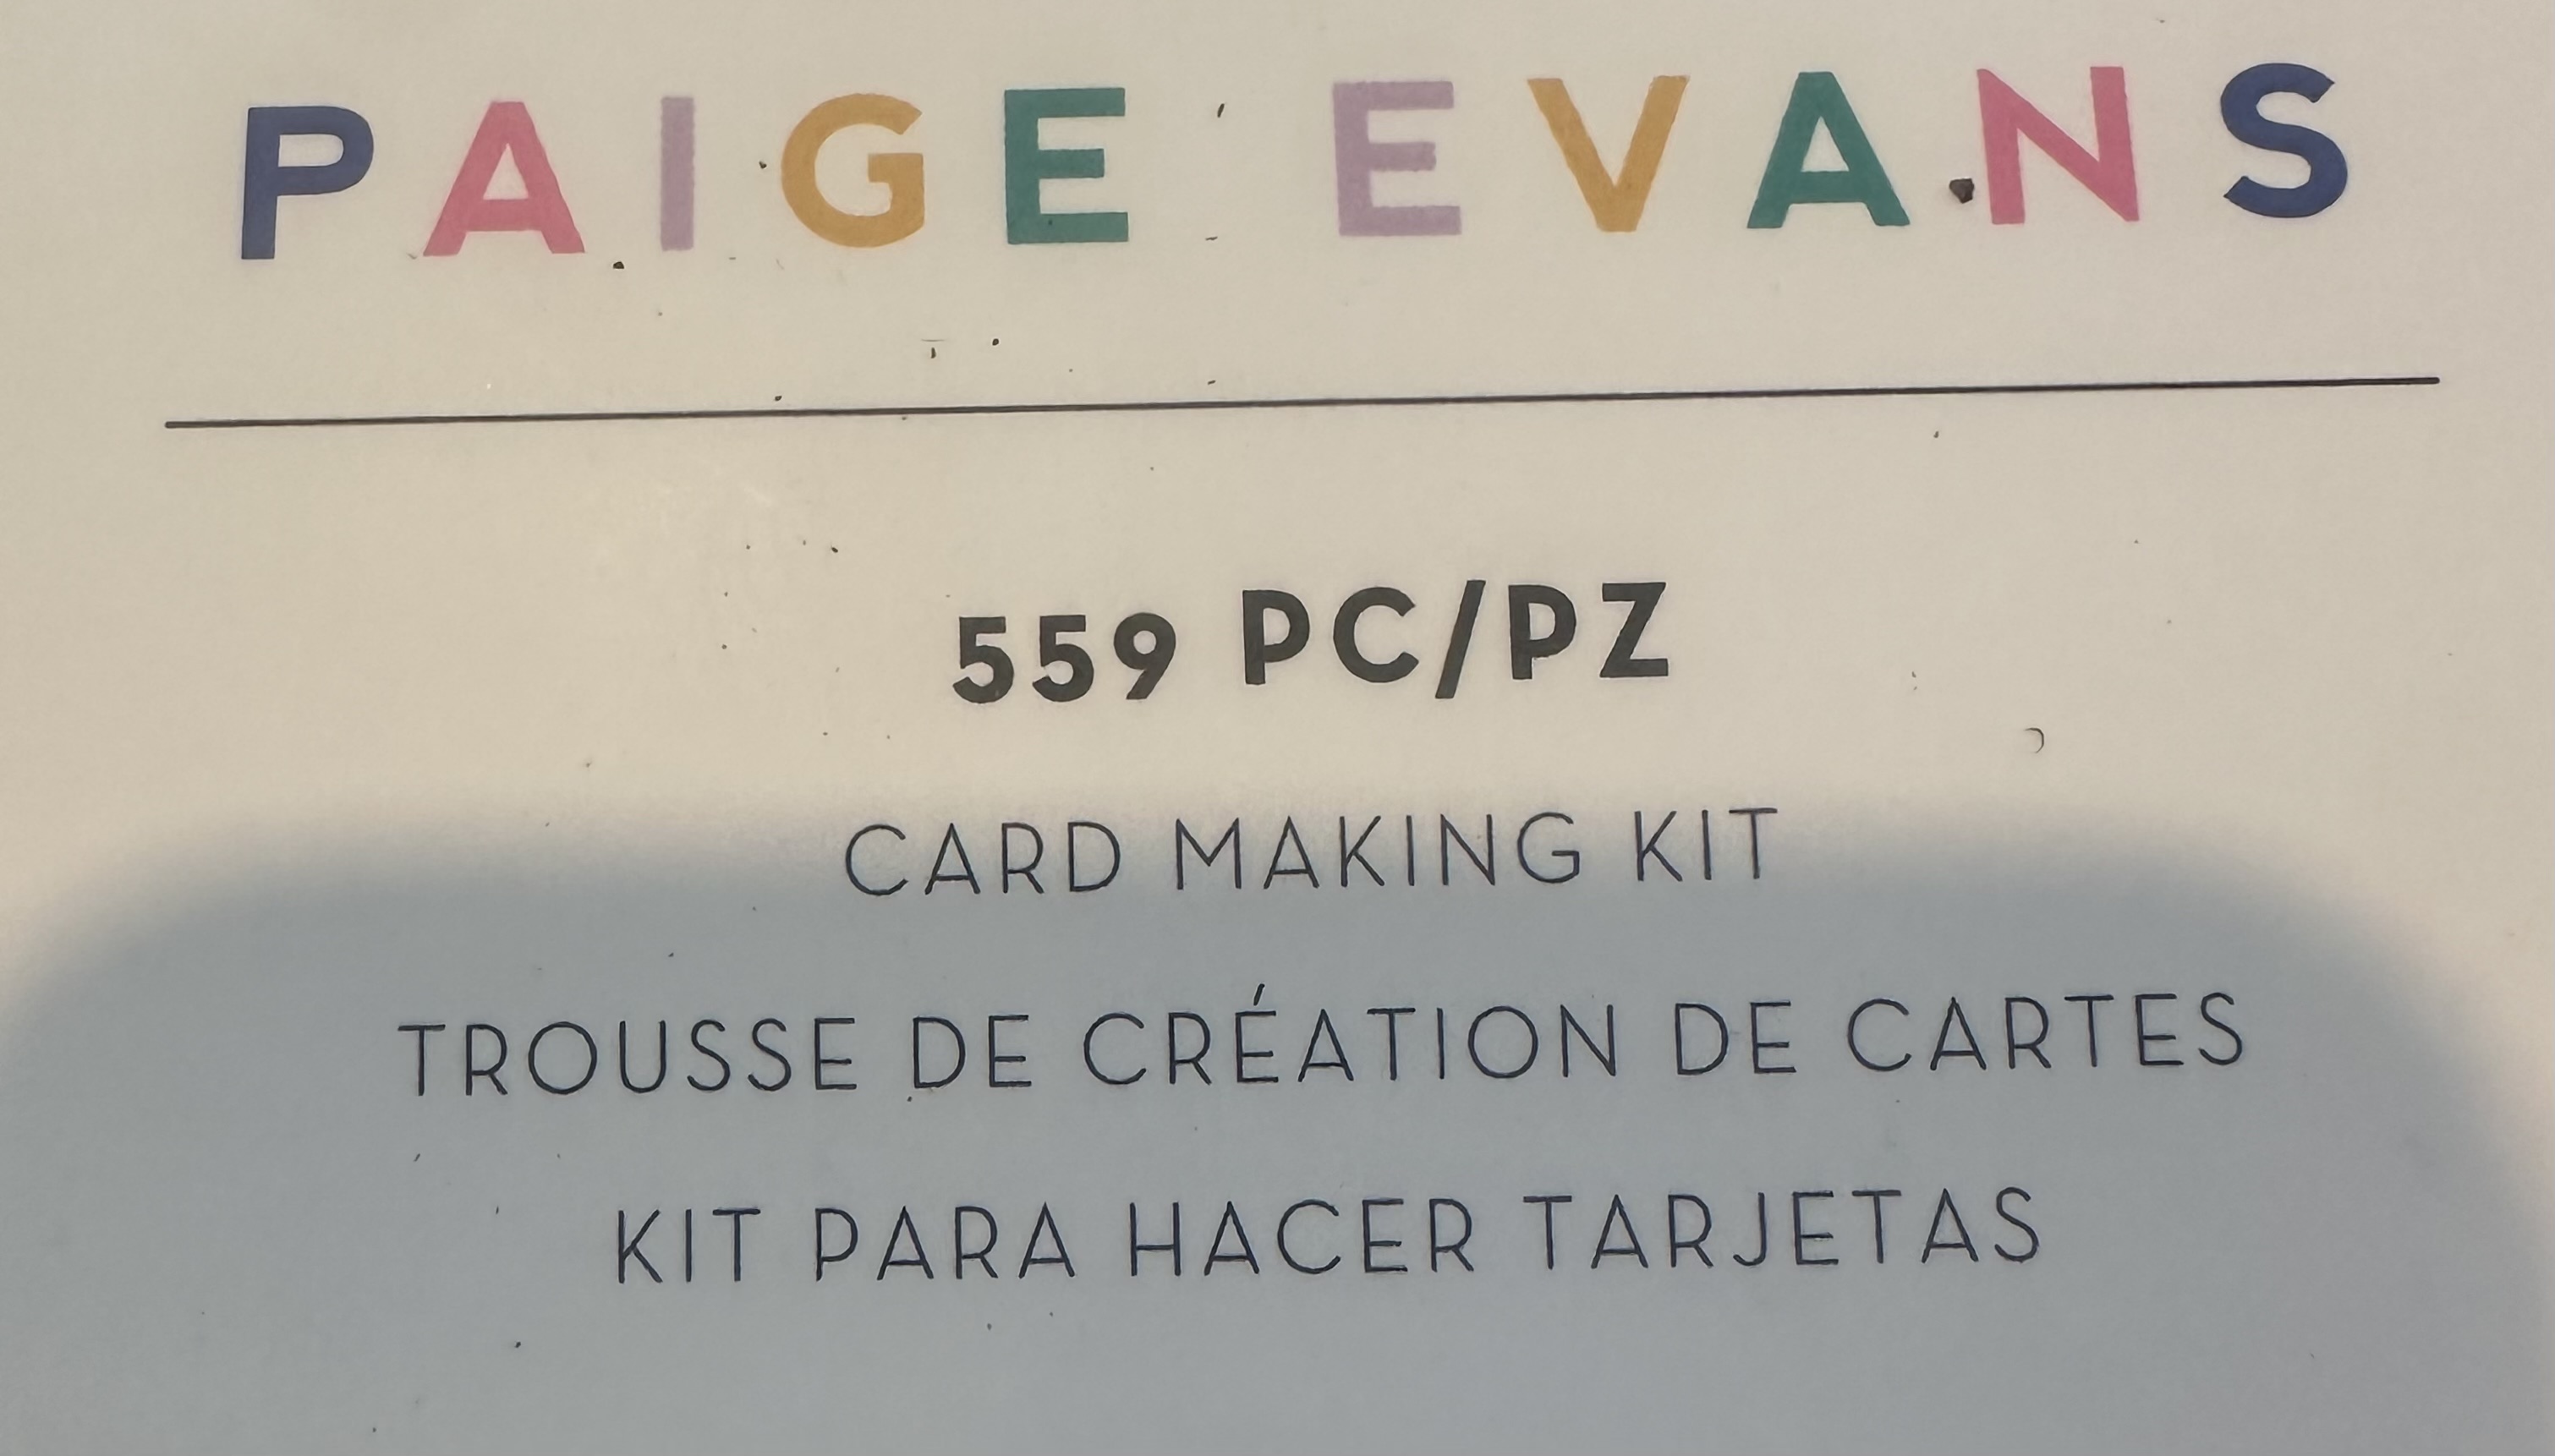 PAIGE EVANS
559 PC/PZ
CARD MAKING KIT
TROUSSE DE CRÉATION DE CARTES
KIT PARA HACER TARJETAS